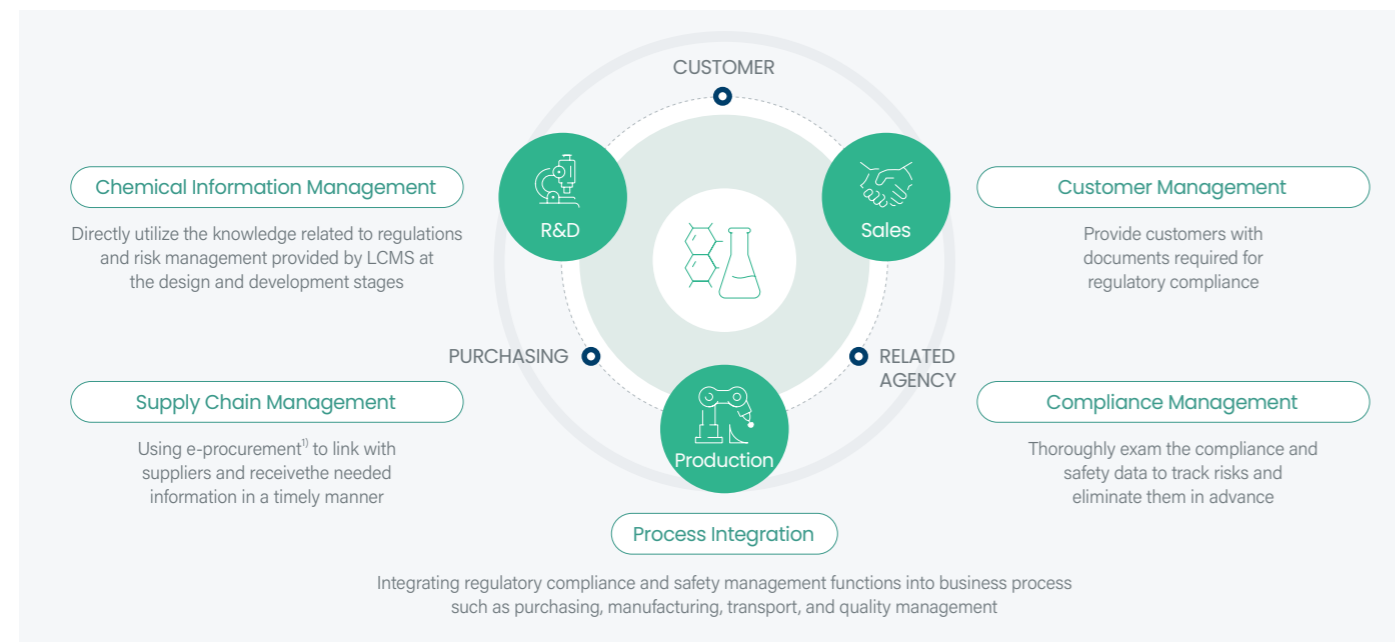 CUSTOMER
Chemical Information Management
Directly utilize the knowledge related to regulations
and risk management provided by LCMS at
the design and development stages
R&D
Sales
Customer Management
Provide customers with
documents required for
regulatory compliance
PURCHASING
RELATED
AGENCY
Supply Chain Management
Using e-procurement¹⁾ to link with
suppliers and receivethe needed
information in a timely manner
Production
Compliance Management
Thoroughly exam the compliance and
safety data to track risks and
eliminate them in advance
Process Integration
Integrating regulatory compliance and safety management functions into business process
such as purchasing, manufacturing, transport, and quality management